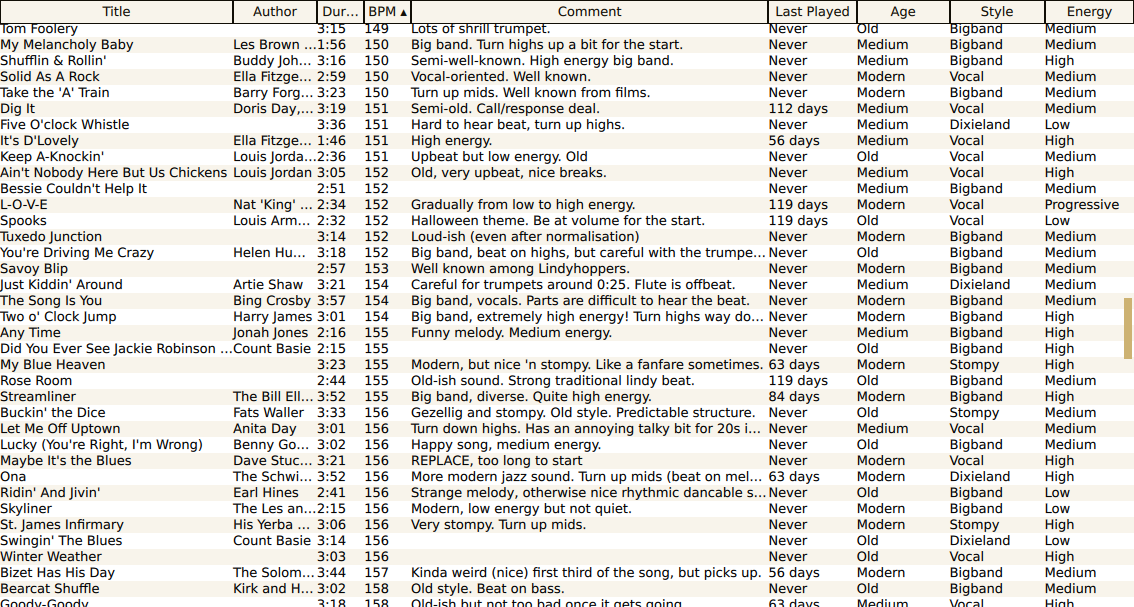 Title Author Dur... BPM ▴ Comment Last Played Age Style Energy
Tom Foolery 3:15 149 Lots of shrill trumpet. Never Old Bigband Medium
My Melancholy Baby Les Brown ... 1:56 150 Big band. Turn highs up a bit for the start. Never Medium Bigband Medium
Shufflin & Rollin' Buddy Joh... 3:16 150 Semi-well-known. High energy big band. Never Medium Bigband High
Solid As A Rock Ella Fitzge... 2:59 150 Vocal-oriented. Well known. Never Modern Vocal Medium
Take the 'A' Train Barry Forg... 3:23 150 Turn up mids. Well known from films. Never Modern Bigband Medium
Dig It Doris Day,... 3:19 151 Semi-old. Call/response deal. 112 days Medium Vocal Medium
Five O'clock Whistle 3:36 151 Hard to hear beat, turn up highs. Never Medium Dixieland Low
It's D'Lovely Ella Fitzge... 1:46 151 High energy. 56 days Medium Vocal High
Keep A-Knockin' Louis Jorda... 2:36 151 Upbeat but low energy. Old Never Old Vocal Medium
Ain't Nobody Here But Us Chickens Louis Jordan 3:05 152 Old, very upbeat, nice breaks. Never Medium Vocal High
Bessie Couldn't Help It 2:51 152 Never Medium Bigband Medium
L-O-V-E Nat 'King' ... 2:34 152 Gradually from low to high energy. 119 days Modern Vocal Progressive
Spooks Louis Arm... 2:32 152 Halloween theme. Be at volume for the start. 119 days Old Vocal Low
Tuxedo Junction 3:14 152 Loud-ish (even after normalisation) Never Modern Bigband Medium
You're Driving Me Crazy Helen Hu... 3:18 152 Big band, beat on highs, but careful with the trumpe... Never Old Bigband Medium
Savoy Blip 2:57 153 Well known among Lindyhoppers. Never Modern Bigband Medium
Just Kiddin' Around Artie Shaw 3:21 154 Careful for trumpets around 0:25. Flute is offbeat. Never Medium Dixieland Medium
The Song Is You Bing Crosby 3:57 154 Big band, vocals. Parts are difficult to hear the beat. Never Modern Bigband Medium
Two o' Clock Jump Harry James 3:01 154 Big band, extremely high energy! Turn highs way do... Never Modern Bigband High
Any Time Jonah Jones 2:16 155 Funny melody. Medium energy. Never Medium Bigband High
Did You Ever See Jackie Robinson ... Count Basie 2:15 155 Never Old Bigband High
My Blue Heaven 3:23 155 Modern, but nice 'n stompy. Like a fanfare sometimes. 63 days Modern Stompy High
Rose Room 2:44 155 Old-ish sound. Strong traditional lindy beat. 119 days Old Bigband Medium
Streamliner The Bill Ell... 3:52 155 Big band, diverse. Quite high energy. 84 days Modern Bigband High
Buckin' the Dice Fats Waller 3:33 156 Gezellig and stompy. Old style. Predictable structure. Never Old Stompy Medium
Let Me Off Uptown Anita Day 3:01 156 Turn down highs. Has an annoying talky bit for 20s i... Never Medium Vocal Medium
Lucky (You're Right, I'm Wrong) Benny Go... 3:02 156 Happy song, medium energy. Never Old Bigband Medium
Maybe It's the Blues Dave Stuc... 3:21 156 REPLACE, too long to start Never Modern Vocal High
Ona The Schwi... 3:52 156 More modern jazz sound. Turn up mids (beat on mel... 63 days Modern Dixieland High
Ridin' And Jivin' Earl Hines 2:41 156 Strange melody, otherwise nice rhythmic dancable s... Never Old Bigband Low
Skyliner The Les an... 2:15 156 Modern, low energy but not quiet. Never Modern Bigband Low
St. James Infirmary His Yerba ... 3:06 156 Very stompy. Turn up mids. Never Modern Stompy High
Swingin' The Blues Count Basie 3:14 156 Never Old Dixieland Low
Winter Weather 3:03 156 Never Old Vocal High
Bizet Has His Day The Solom... 3:44 157 Kinda weird (nice) first third of the song, but picks up. 56 days Modern Bigband Medium
Bearcat Shuffle Kirk and H... 3:02 158 Old style. Beat on bass. Never Old Bigband Medium
Goody-Goody 3:18 158 Old-ish but not too bad once it gets going 63 days Medium Vocal High